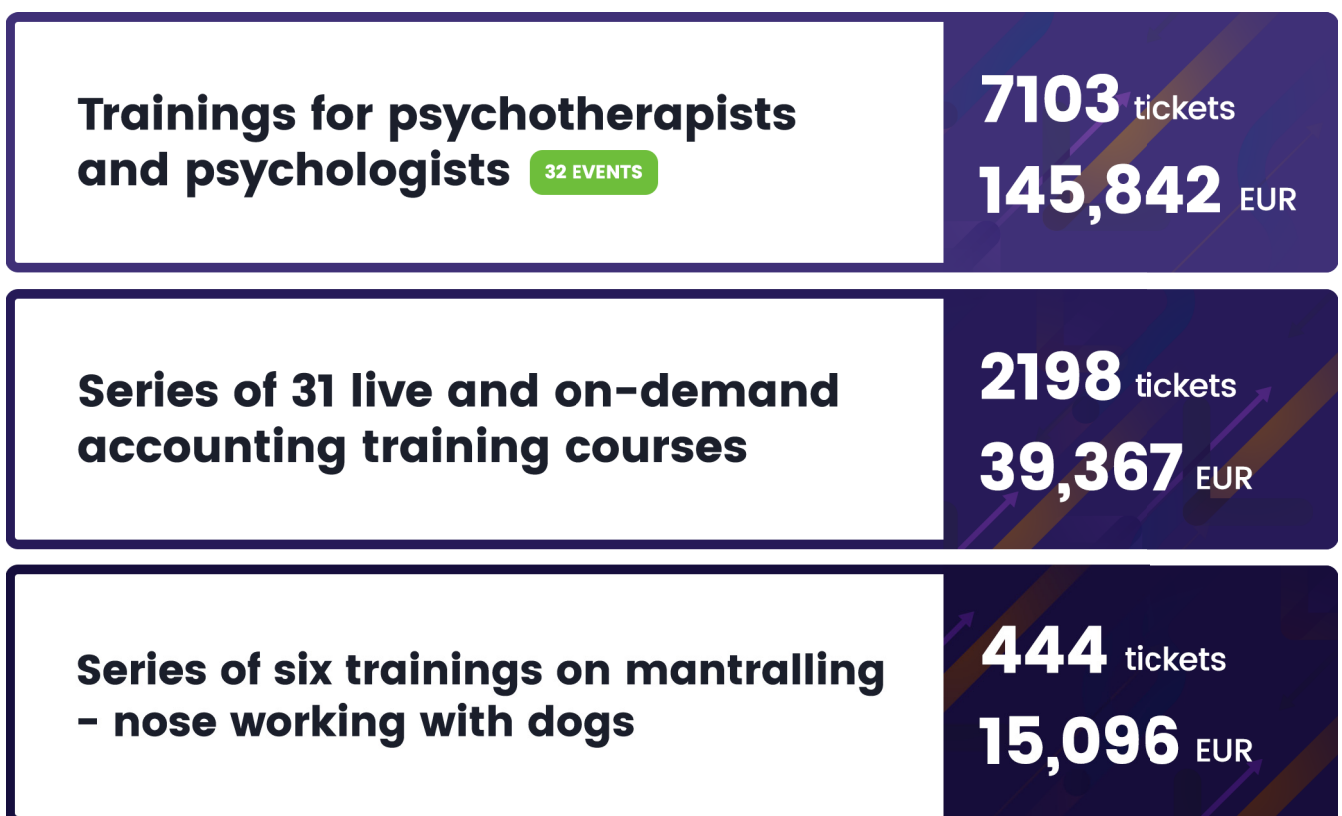 Trainings for psychotherapists
and psychologists 32 EVENTS
7103 tickets
145,842 EUR
Series of 31 live and on-demand
accounting training courses
2198 tickets
39,367 EUR
Series of six trainings on mantralling
- nose working with dogs
444 tickets
15,096 EUR